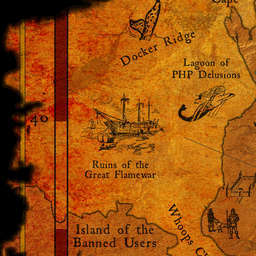 Cape
Docker Ridge
Lagoon of
PHP Delusions
40
Ruins of the
Great Flamewar
Island of the
Banned Users
Whoops